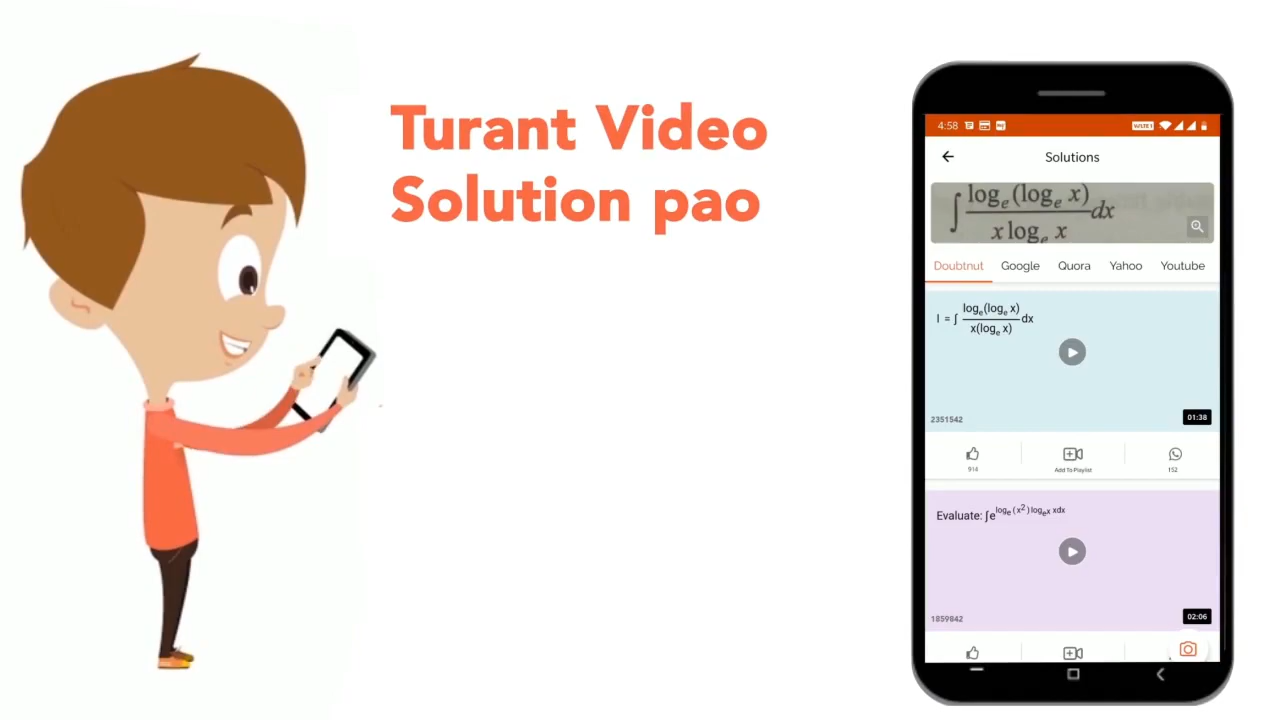 Turant Video
Solution pao
4:58
VoLTE1
Solutions
∫ logₑ(logₑ x) / x logₑ x dx
Doubtnut Google Quora Yahoo Youtube
I = ∫ logₑ(logₑ x) / x(logₑ x) dx
2351542 01:38
914 Add To Playlist 152
Evaluate: ∫e^logₑ(x²)logₑx xdx
1859842 02:06